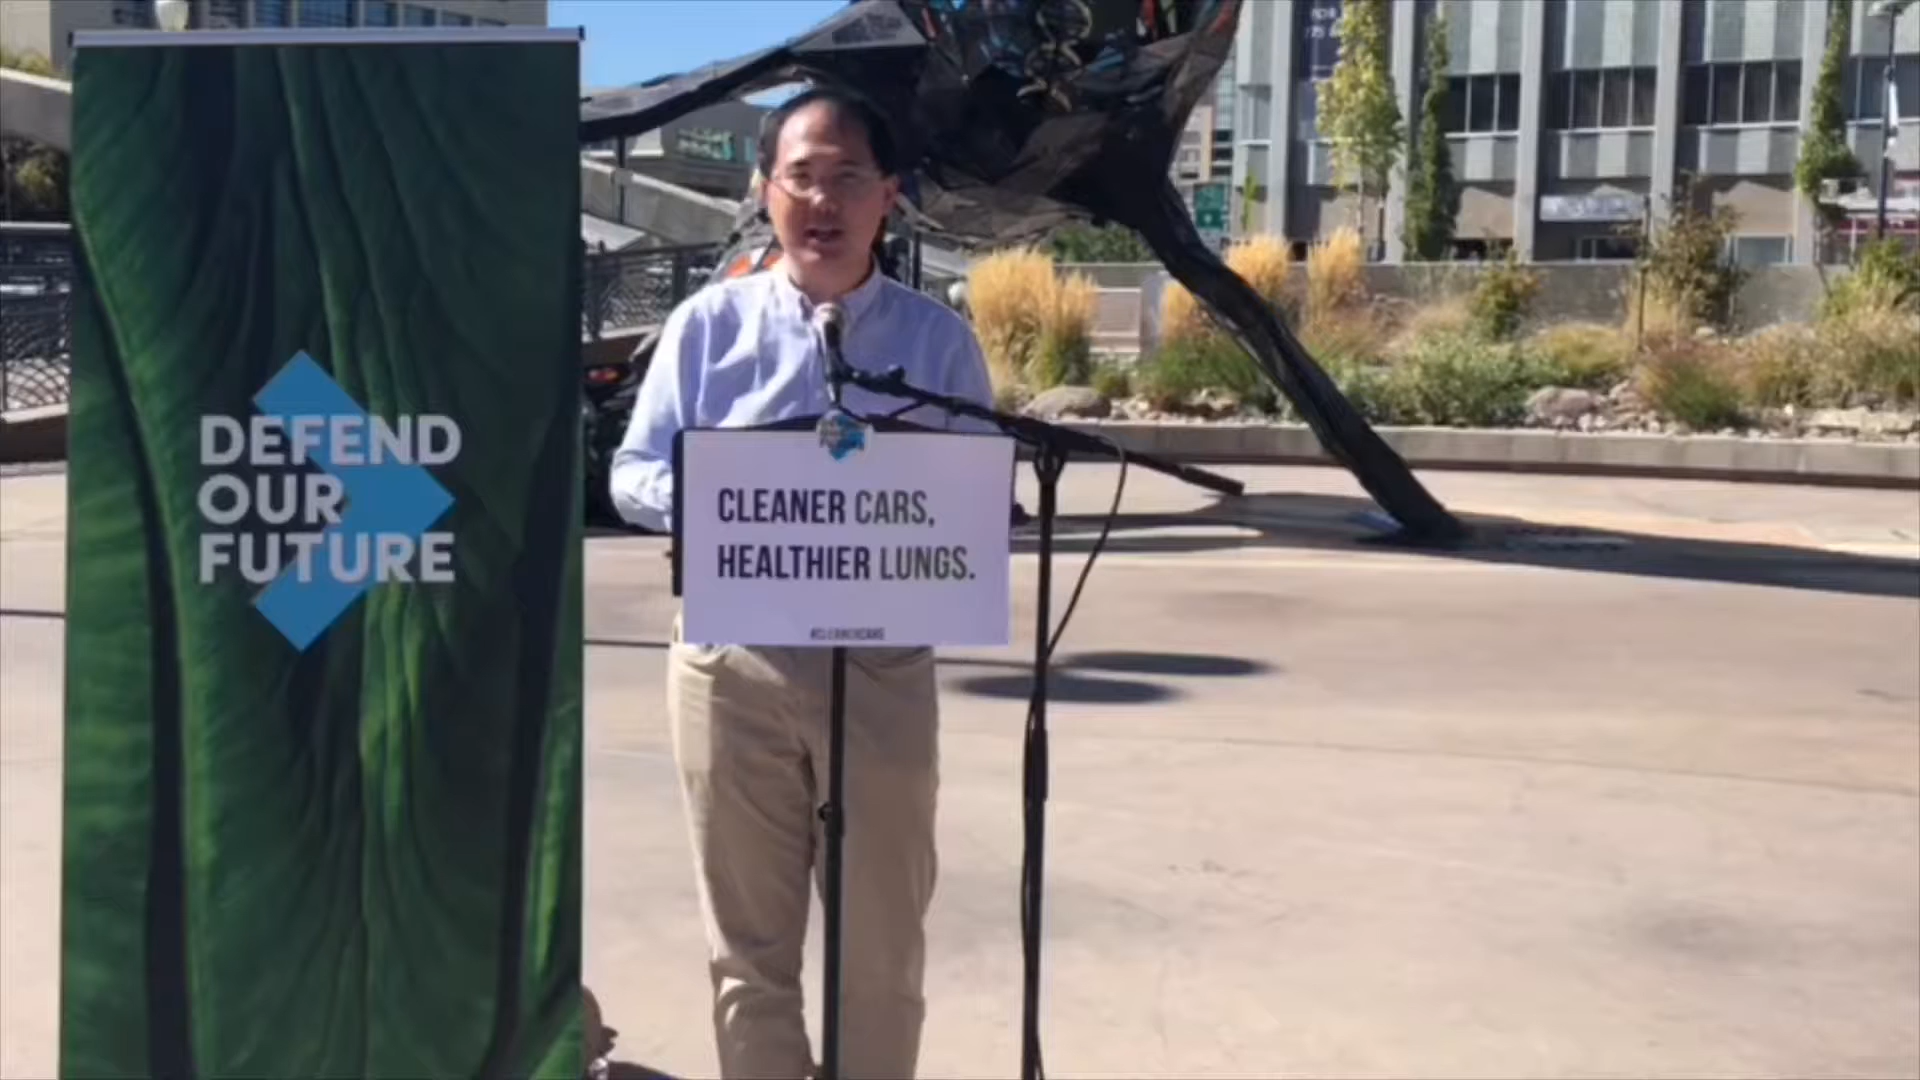 DEFEND
OUR
FUTURE
CLEANER CARS,
HEALTHIER LUNGS.